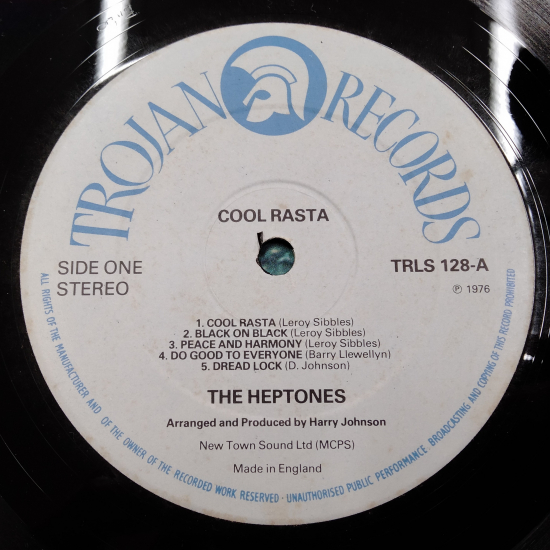 TROJAN RECORDS
COOL RASTA
SIDE ONE
STEREO
TRLS 128-A
℗ 1976
1. COOL RASTA (Leroy Sibbles)
2. BLACK ON BLACK (Leroy Sibbles)
3. PEACE AND HARMONY (Leroy Sibbles)
4. DO GOOD TO EVERYONE (Barry Llewellyn)
5. DREAD LOCK (D. Johnson)
THE HEPTONES
Arranged and Produced by Harry Johnson
New Town Sound Ltd (MCPS)
Made in England
ALL RIGHTS OF THE MANUFACTURER AND OF THE OWNER OF THE RECORDED WORK RESERVED · UNAUTHORISED PUBLIC PERFORMANCE BROADCASTING AND COPYING OF THIS RECORD PROHIBITED